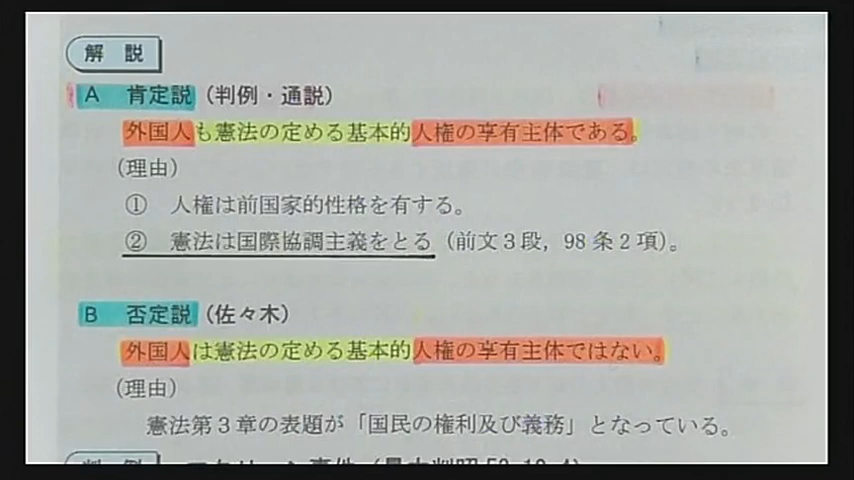 解 説
A 肯定説（判例・通説）
外国人も憲法の定める基本的人権の享有主体である。
（理由）
① 人権は前国家的性格を有する。
② 憲法は国際協調主義をとる（前文３段，98条２項）。
B 否定説（佐々木）
外国人は憲法の定める基本的人権の享有主体ではない。
（理由）
憲法第３章の表題が「国民の権利及び義務」となっている。